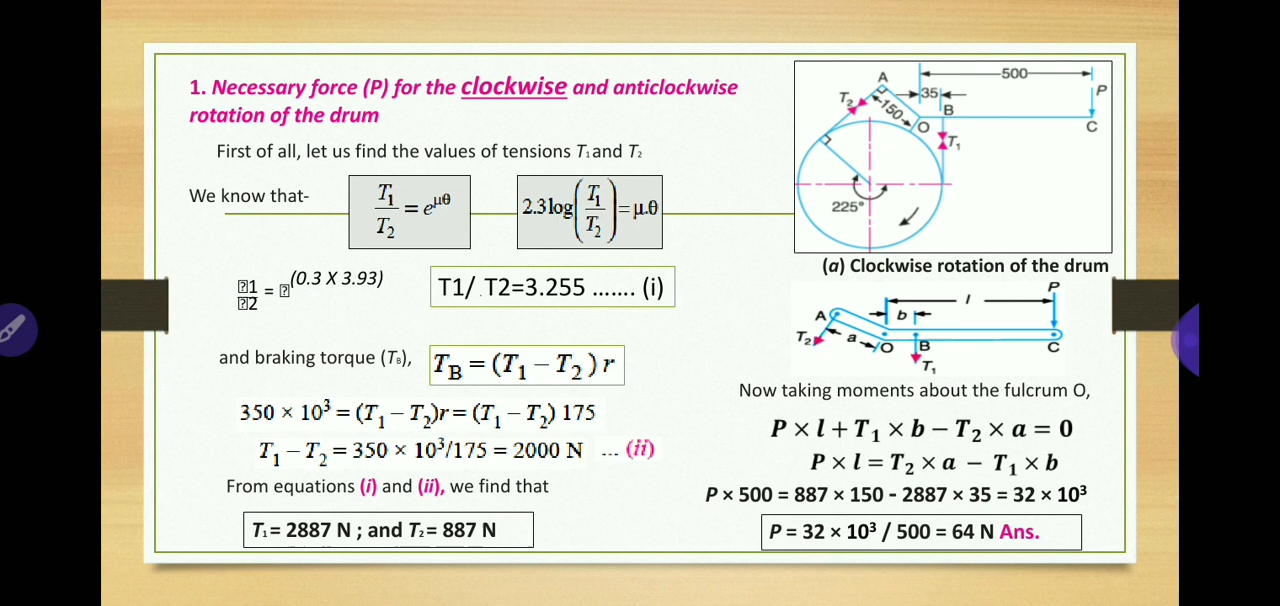 1. Necessary force (P) for the clockwise and anticlockwise
rotation of the drum
First of all, let us find the values of tensions T1 and T2
We know that-
T1/T2 = e^μθ
2.3 log(T1/T2) = μ.θ
1/2 = ^(0.3 X 3.93)
T1/ .T2=3.255 ....... (i)
and braking torque (TB),
TB = (T1 – T2) r
350 × 10³ = (T1 – T2)r = (T1 – T2) 175
T1 – T2 = 350 × 10³/175 = 2000 N ... (ii)
From equations (i) and (ii), we find that
T1 = 2887 N ; and T2 = 887 N
500
A
35
P
T2
150
B
O
C
T1
225°
(a) Clockwise rotation of the drum
P
l
A
b
T2
a
O
B
C
T1
Now taking moments about the fulcrum O,
P × l + T1 × b − T2 × a = 0
P × l = T2 × a − T1 × b
P × 500 = 887 × 150 - 2887 × 35 = 32 × 10³
P = 32 × 10³ / 500 = 64 N Ans.